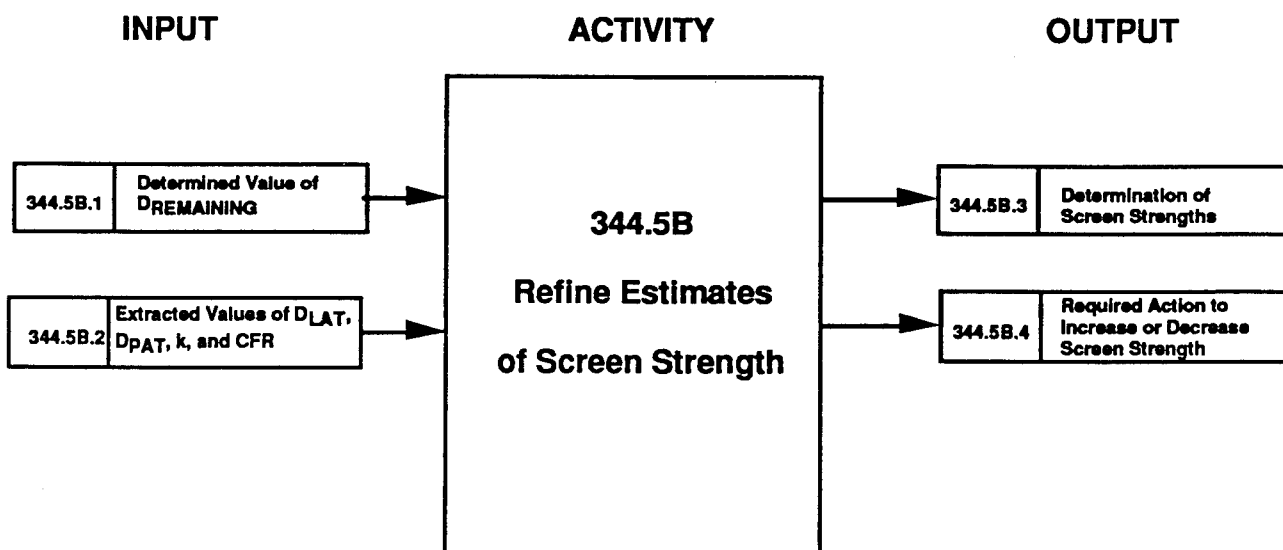 INPUT
ACTIVITY
OUTPUT
344.5B.1
Determined Value of
DREMAINING
344.5B.2
Extracted Values of DLAT,
DPAT, k, and CFR
344.5B
Refine Estimates
of Screen Strength
344.5B.3
Determination of
Screen Strengths
344.5B.4
Required Action to
Increase or Decrease
Screen Strength